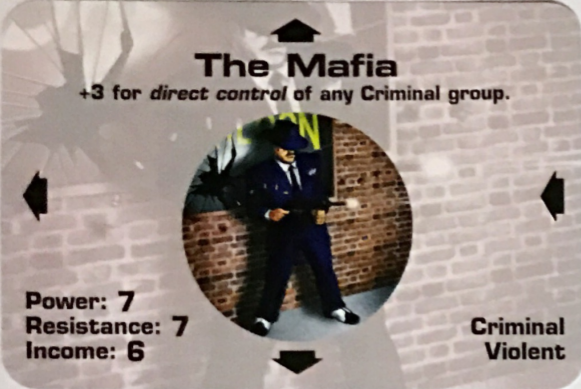 The Mafia
+3 for direct control of any Criminal group.
Power: 7
Resistance: 7
Income: 6
Criminal
Violent